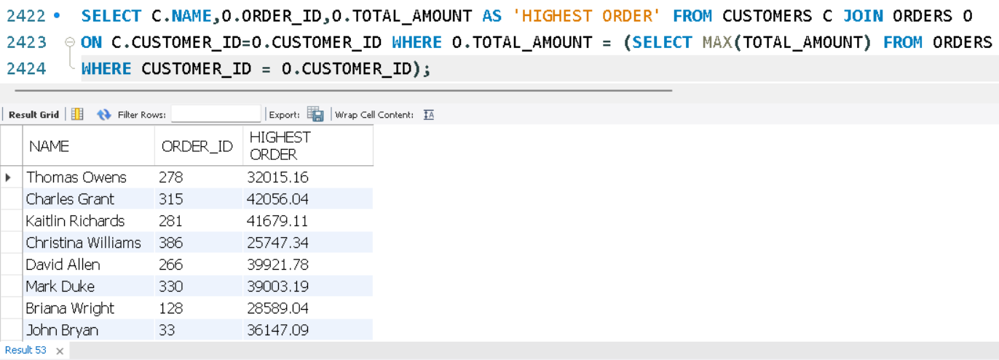 2422 SELECT C.NAME,O.ORDER_ID,O.TOTAL_AMOUNT AS 'HIGHEST ORDER' FROM CUSTOMERS C JOIN ORDERS O
2423 ON C.CUSTOMER_ID=O.CUSTOMER_ID WHERE O.TOTAL_AMOUNT = (SELECT MAX(TOTAL_AMOUNT) FROM ORDERS
2424 WHERE CUSTOMER_ID = O.CUSTOMER_ID);
Result Grid Filter Rows: Export: Wrap Cell Content: IA
NAME ORDER_ID HIGHEST ORDER
Thomas Owens 278 32015.16
Charles Grant 315 42056.04
Kaitlin Richards 281 41679.11
Christina Williams 386 25747.34
David Allen 266 39921.78
Mark Duke 330 39003.19
Briana Wright 128 28589.04
John Bryan 33 36147.09
Result 53